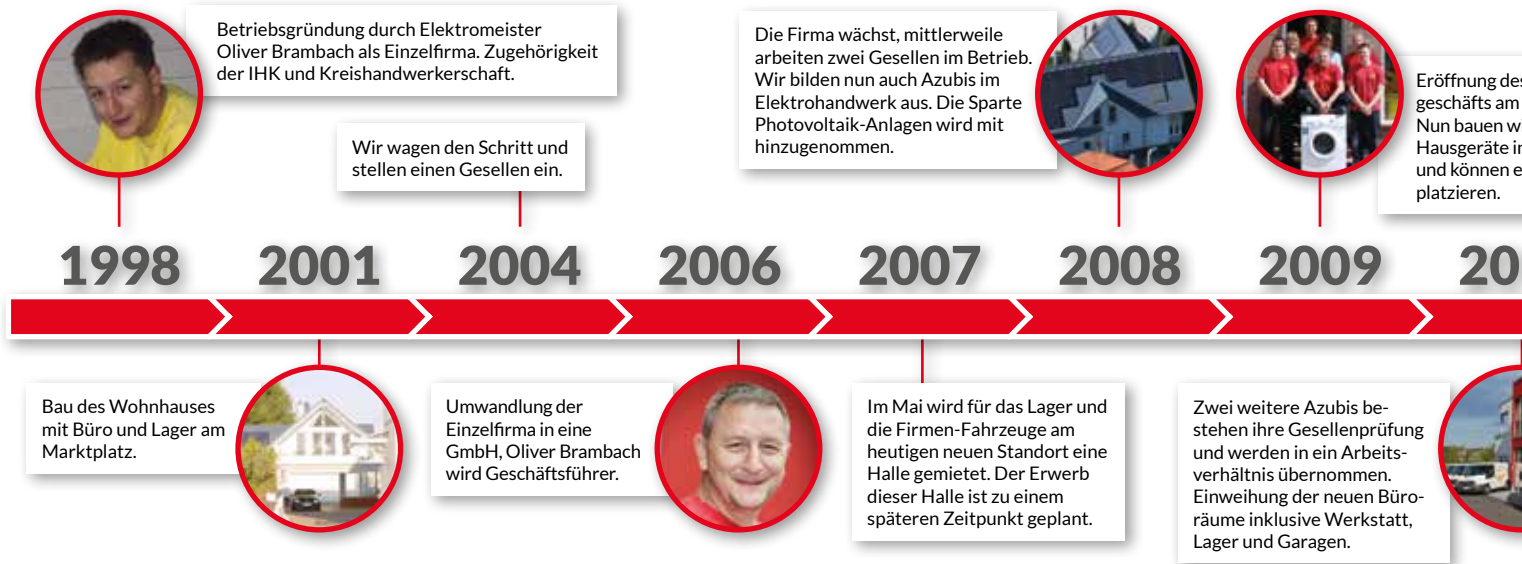 Betriebsgründung durch Elektromeister
Oliver Brambach als Einzelfirma. Zugehörigkeit
der IHK und Kreishandwerkerschaft.
Wir wagen den Schritt und
stellen einen Gesellen ein.
Die Firma wächst, mittlerweile
arbeiten zwei Gesellen im Betrieb.
Wir bilden nun auch Azubis im
Elektrohandwerk aus. Die Sparte
Photovoltaik-Anlagen wird mit
hinzugenommen.
Eröffnung des
geschäfts am
Nun bauen
Hausgeräte
und können
platzieren.
1998 2001 2004 2006 2007 2008 2009 20
Bau des Wohnhauses
mit Büro und Lager am
Marktplatz.
Umwandlung der
Einzelfirma in eine
GmbH, Oliver Brambach
wird Geschäftsführer.
Im Mai wird für das Lager und
die Firmen-Fahrzeuge am
heutigen neuen Standort eine
Halle gemietet. Der Erwerb
dieser Halle ist zu einem
späteren Zeitpunkt geplant.
Zwei weitere Azubis be-
stehen ihre Gesellenprüfung
und werden in ein Arbeits-
verhältnis übernommen.
Einweihung der neuen Büro-
räume inklusive Werkstatt,
Lager und Garagen.